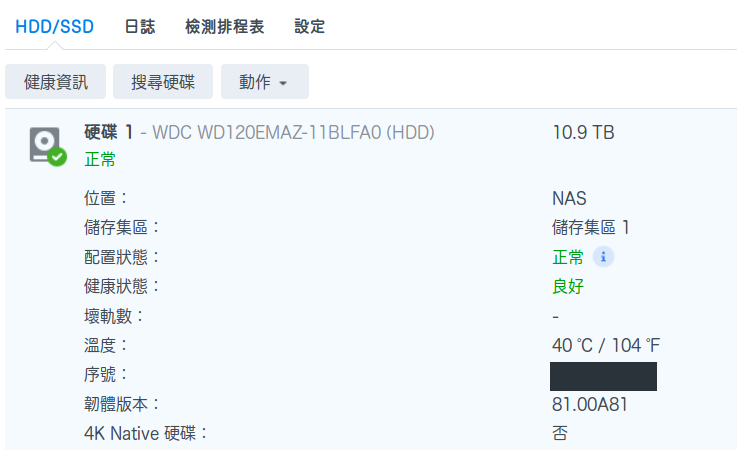 HDD/SSD 日誌 檢測排程表 設定
健康資訊 搜尋硬碟 動作
硬碟 1 - WDC WD120EMAZ-11BLFA0 (HDD) 10.9 TB
正常
位置： NAS
儲存集區： 儲存集區 1
配置狀態： 正常 i
健康狀態： 良好
壞軌數： -
溫度： 40 °C / 104 °F
序號：
韌體版本： 81.00A81
4K Native 硬碟： 否